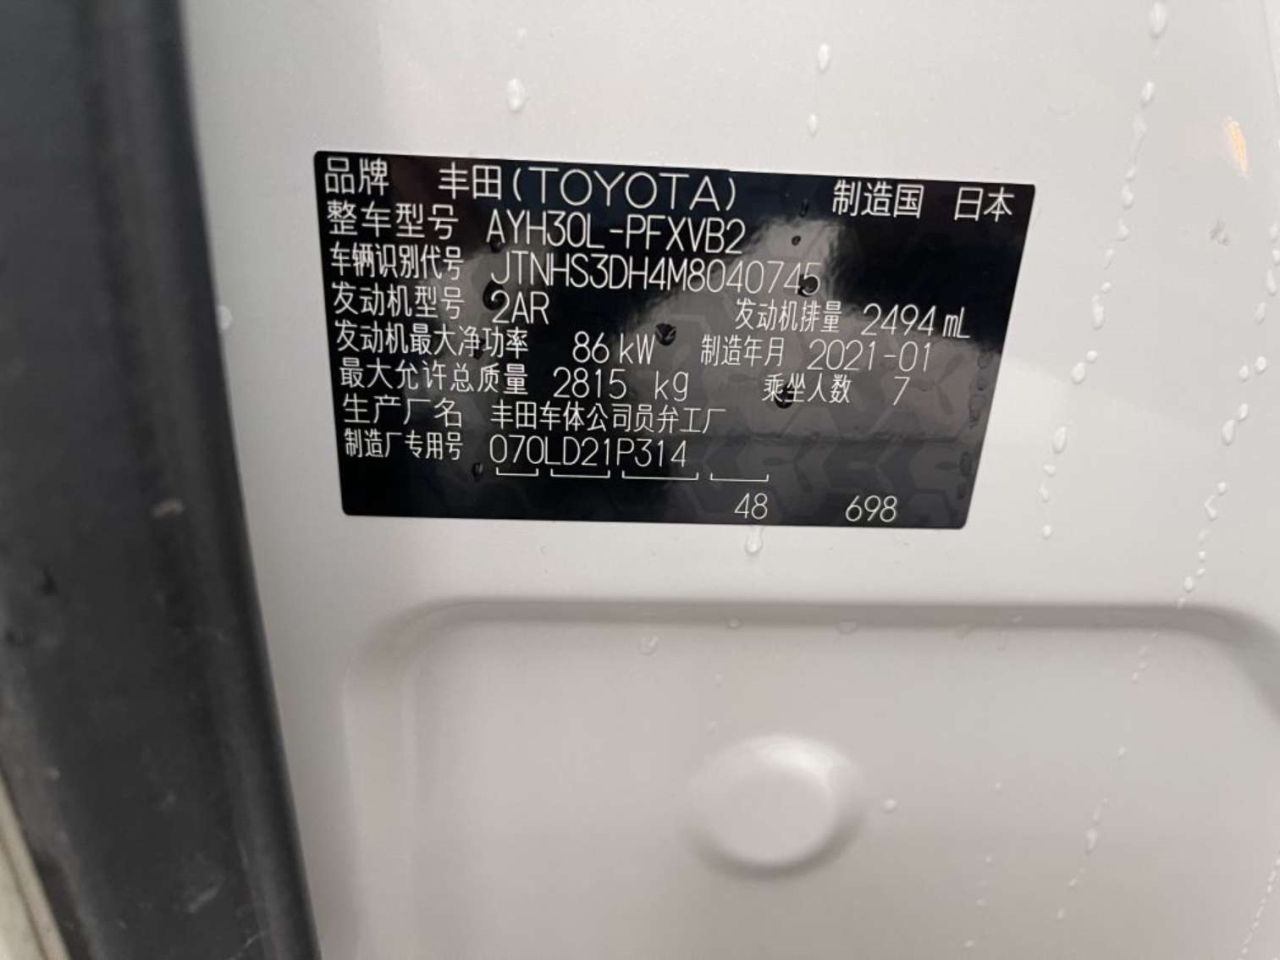 品牌 丰田(TOYOTA) 制造国 日本
整车型号 AYH30L-PFXVB2
车辆识别代号 JTNHS3DH4M8040745
发动机型号 2AR 发动机排量 2494 mL
发动机最大净功率 86 kW 制造年月 2021-01
最大允许总质量 2815 kg 乘坐人数 7
生产厂名 丰田车体公司员弁工厂
制造厂专用号 070LD21P314
48 698